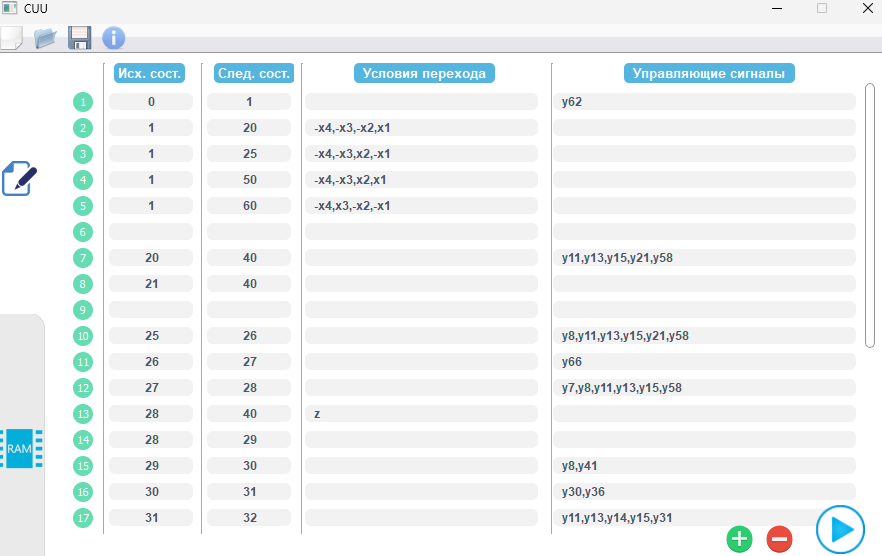 CUU
Исх. сост. След. сост. Условия перехода Управляющие сигналы
1 0 1 y62
2 1 20 -x4,-x3,-x2,x1
3 1 25 -x4,-x3,x2,-x1
4 1 50 -x4,-x3,x2,x1
5 1 60 -x4,x3,-x2,-x1
6
7 20 40 y11,y13,y15,y21,y58
8 21 40
9
10 25 26 y8,y11,y13,y15,y21,y58
11 26 27 y66
12 27 28 y7,y8,y11,y13,y15,y58
13 28 40 z
14 28 29
RAM
15 29 30 y8,y41
16 30 31 y30,y36
17 31 32 y11,y13,y14,y15,y31